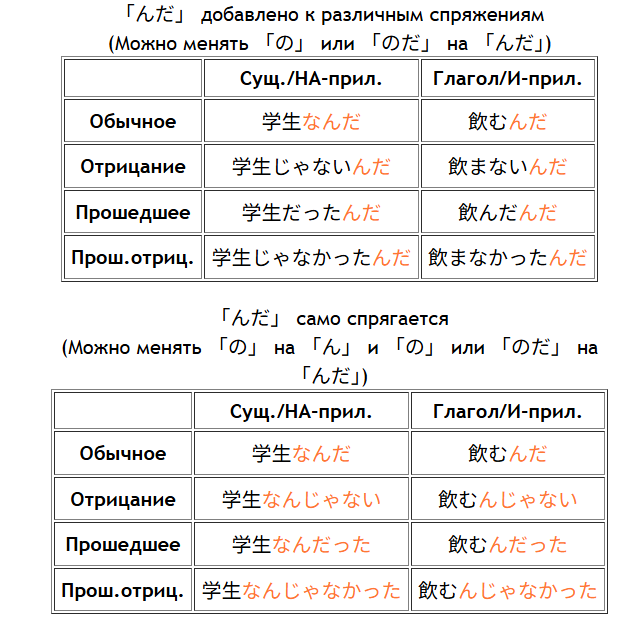 「んだ」 добавлено к различным спряжениям
(Можно менять 「の」 или 「のだ」 на 「んだ」)
Сущ./НА-прил. Глагол/И-прил.
Обычное 学生なんだ 飲むんだ
Отрицание 学生じゃないんだ 飲まないんだ
Прошедшее 学生だったんだ 飲んだんだ
Прош.отриц. 学生じゃなかったんだ 飲まなかったんだ
「んだ」 само спрягается
(Можно менять 「の」 на 「ん」 и 「の」 или 「のだ」 на
「んだ」)
Сущ./НА-прил. Глагол/И-прил.
Обычное 学生なんだ 飲むんだ
Отрицание 学生なんじゃない 飲むんじゃない
Прошедшее 学生なんだった 飲むんだった
Прош.отриц. 学生なんじゃなかった 飲むんじゃなかった